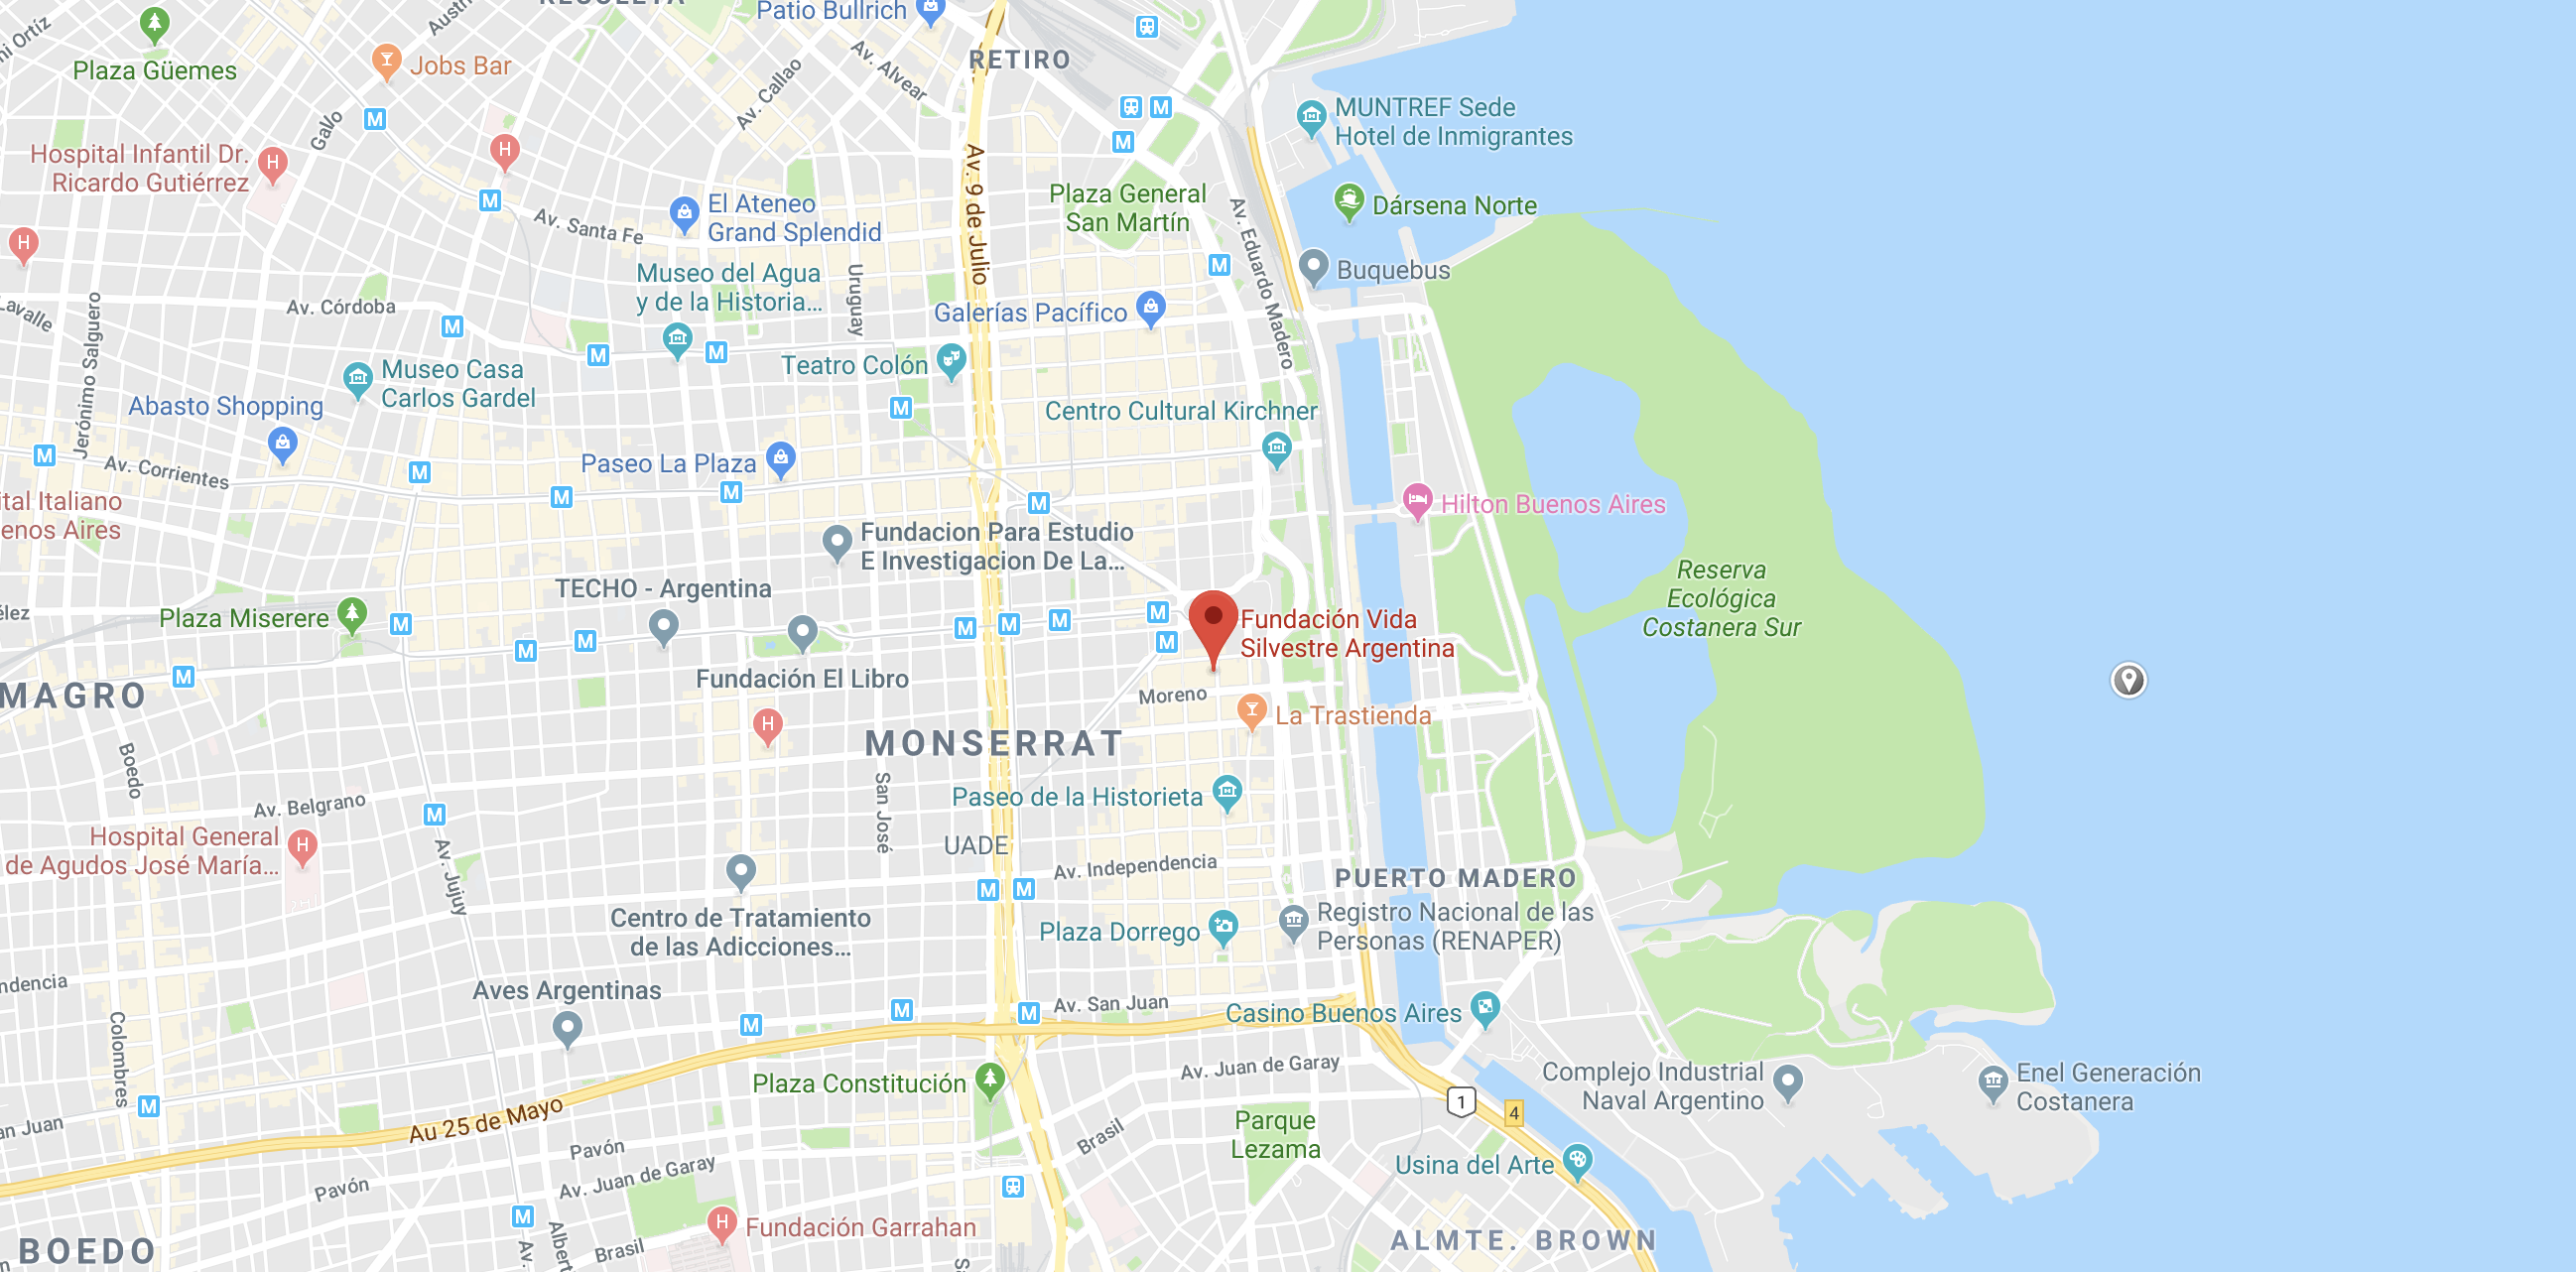 RECOLETA
Patio Bullrich
Plaza Güemes
Jobs Bar
Av. Callao
Av. Alvear
RETIRO
Gallo
MUNTREF Sede
Hotel de Inmigrantes
Hospital Infantil Dr.
Ricardo Gutiérrez
Av. 9 de Julio
Plaza General
San Martín
Dársena Norte
El Ateneo
Grand Splendid
Av. Santa Fe
Av. Eduardo Madero
Museo del Agua
y de la Historia...
Uruguay
Buquebus
Lavalle
Jerónimo Salguero
Av. Córdoba
Galerías Pacífico
Teatro Colón
Museo Casa
Carlos Gardel
Abasto Shopping
Centro Cultural Kirchner
Av. Corrientes
Paseo La Plaza
ital Italiano
enos Aires
Hilton Buenos Aires
Fundacion Para Estudio
E Investigacion De La...
TECHO - Argentina
Reserva
Ecológica
Costanera Sur
élez
Plaza Miserere
Fundación Vida
Silvestre Argentina
Fundación El Libro
MAGRO
Moreno
La Trastienda
MONSERRAT
Boedo
San José
Av. Belgrano
Paseo de la Historieta
Hospital General
de Agudos José María...
Av. Jujuy
UADE
Av. Independencia
PUERTO MADERO
Centro de Tratamiento
de las Adicciones...
Plaza Dorrego
Registro Nacional de las
Personas (RENAPER)
ndencia
Aves Argentinas
Av. San Juan
Casino Buenos Aires
Colombres
Plaza Constitución
Av. Juan de Garay
Complejo Industrial
Naval Argentino
Enel Generación
Costanera
1
4
an Juan
Au 25 de Mayo
Pavón
Brasil
Parque
Lezama
Usina del Arte
Pavón
Av. Juan de Garay
Fundación Garrahan
Brasil
Av.
Albert
BOEDO
ALMTE. BROWN